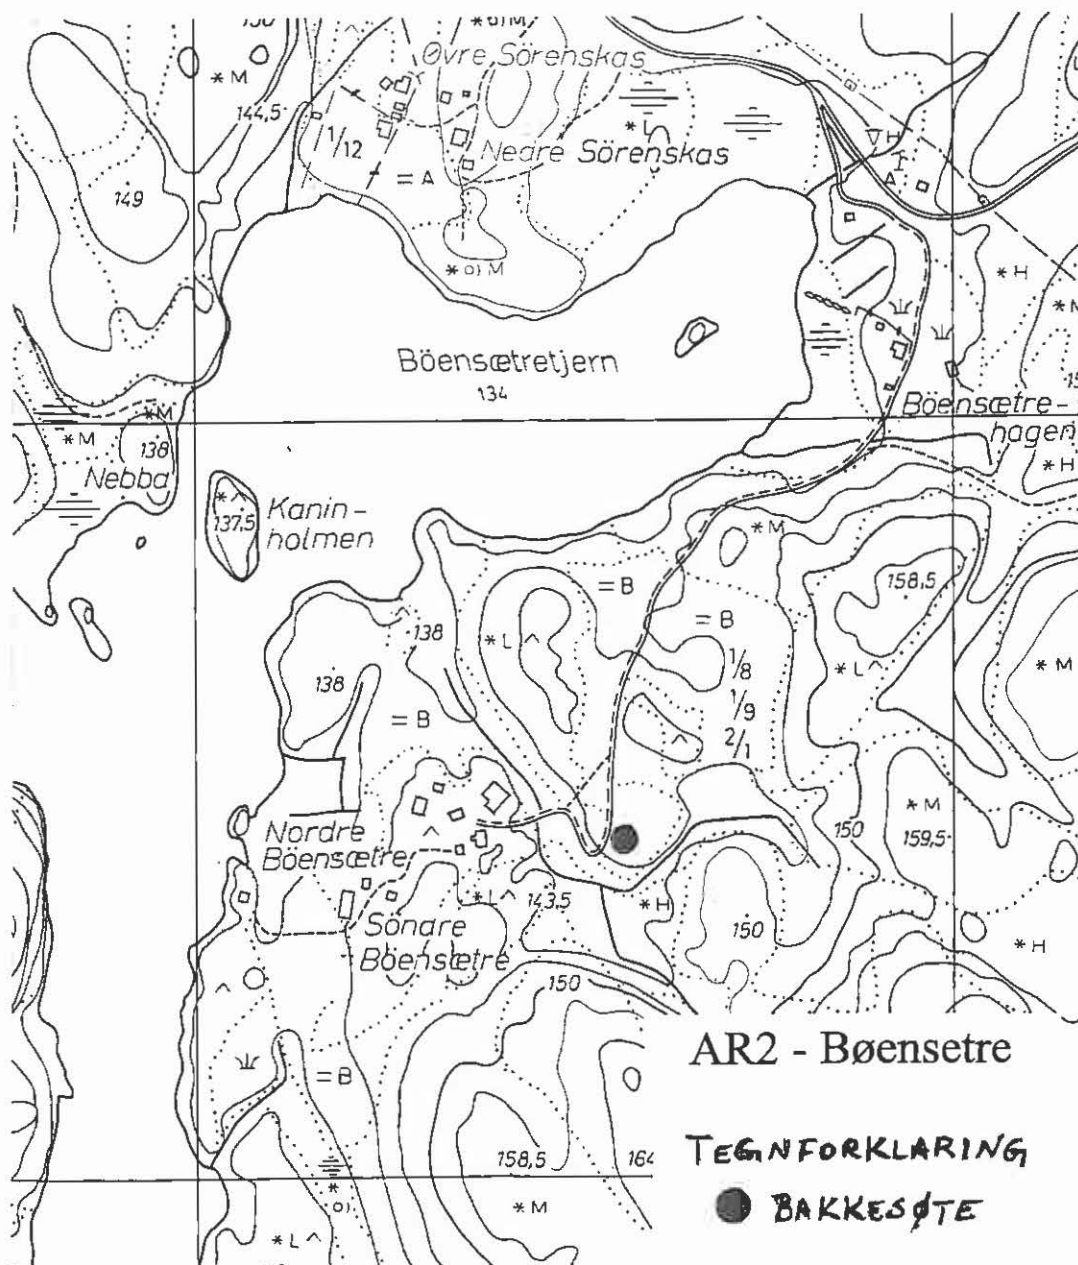 * o) M
Øvre Sörenskas
* M
144,5
* L
1/12
Nedre Sörenskas
H
= A
A
149
* o) M
* H
* M
Böensætretjern
134
* M
Böensætre-
hagen
* M
138
Nebba
* H
* ^
137,5
Kanin-
holmen
* M
158,5
= B
= B
138
* L ^
1/8
* L ^
* M
138
1/9
= B
2/1
* M
150
159,5
Nordre
Böensætre
* L ^
143,5
* H
150
Söndre
Böensætre
* H
150
AR2 - Bøensetre
= B
158,5
164
TEGNFORKLARING
* o)
* M
BAKKESØTE
* L ^